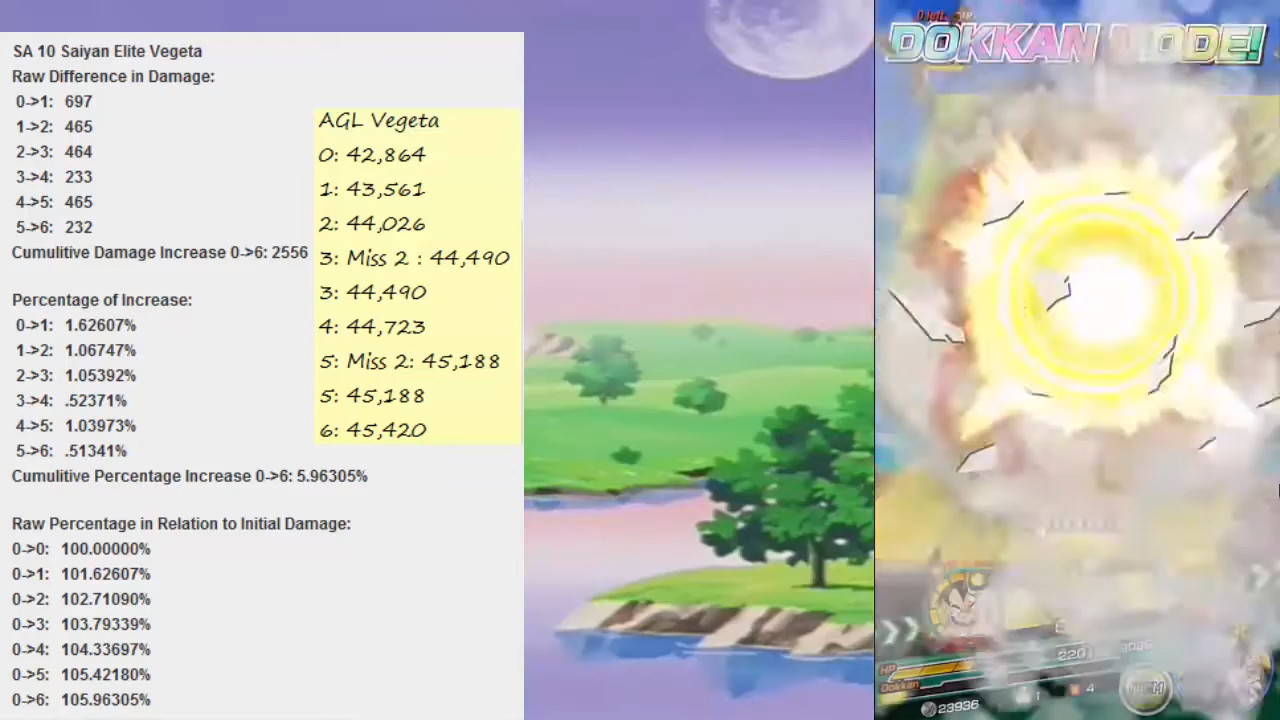 SA 10 Saiyan Elite Vegeta
Raw Difference in Damage:
0->1: 697
1->2: 465
2->3: 464
3->4: 233
4->5: 465
5->6: 232
Cumulitive Damage Increase 0->6: 2556
Percentage of Increase:
0->1: 1.62607%
1->2: 1.06747%
2->3: 1.05392%
3->4: .52371%
4->5: 1.03973%
5->6: .51341%
Cumulitive Percentage Increase 0->6: 5.96305%
Raw Percentage in Relation to Initial Damage:
0->0: 100.00000%
0->1: 101.62607%
0->2: 102.71090%
0->3: 103.79339%
0->4: 104.33697%
0->5: 105.42180%
0->6: 105.96305%
AGL Vegeta
0: 42,864
1: 43,561
2: 44,026
3: Miss 2 : 44,490
3: 44,490
4: 44,723
5: Miss 2: 45,188
5: 45,188
6: 45,420
0 left
DOKKAN MODE!
HP
Dokkan
23936
4